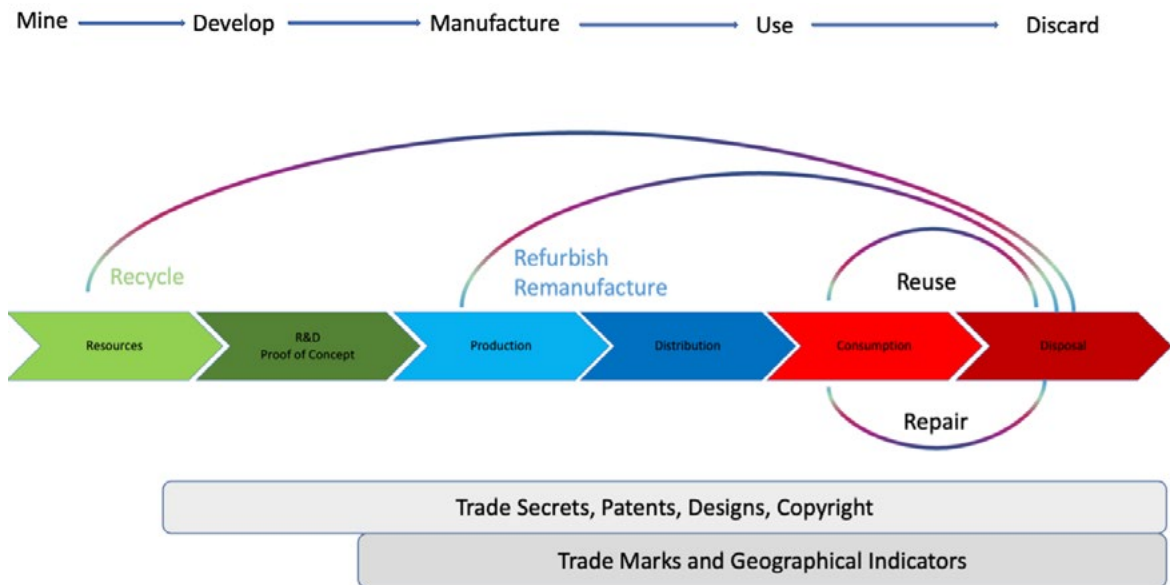 Mine Develop Manufacture Use Discard
Recycle
Refurbish
Remanufacture
Reuse
Resources
R&D
Proof of Concept
Production
Distribution
Consumption
Disposal
Repair
Trade Secrets, Patents, Designs, Copyright
Trade Marks and Geographical Indicators